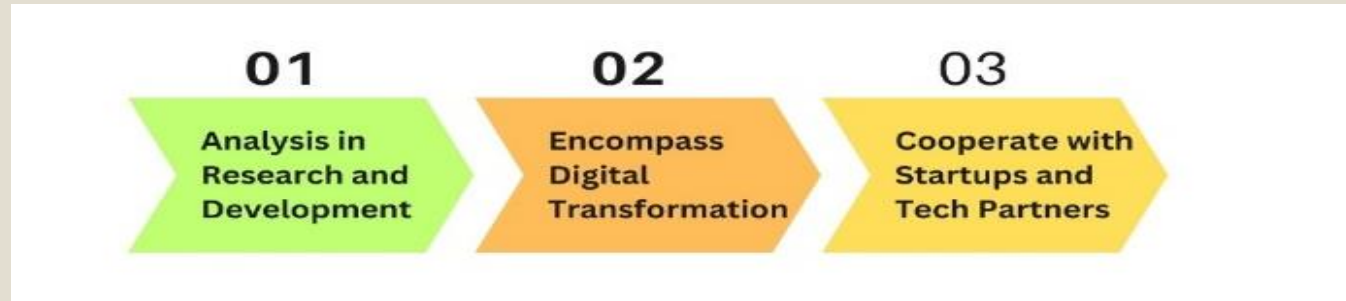 01
Analysis in
Research and
Development
02
Encompass
Digital
Transformation
03
Cooperate with
Startups and
Tech Partners